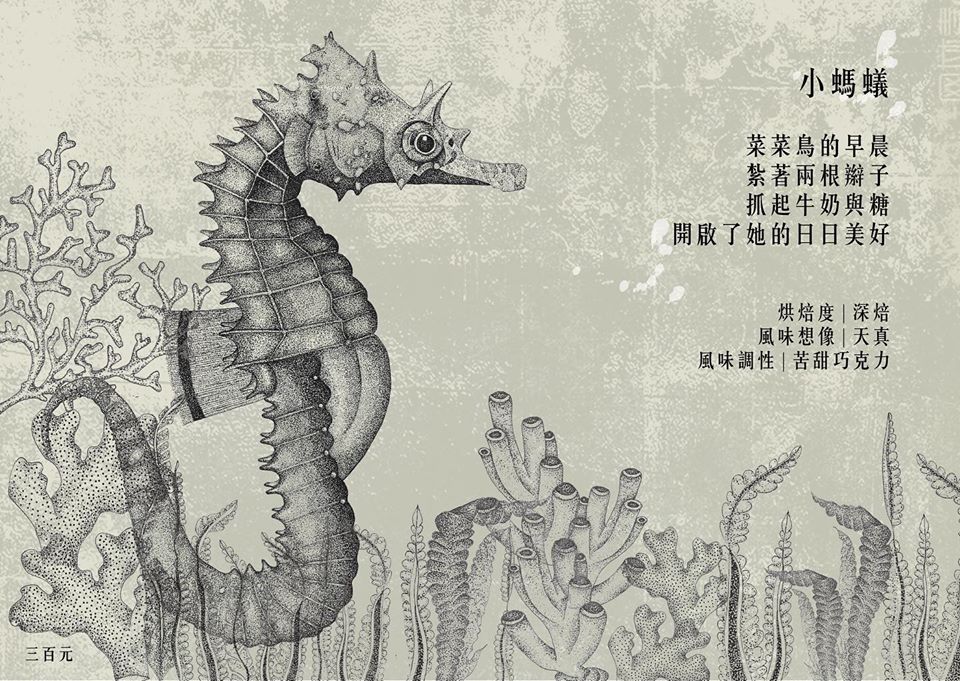 小螞蟻
菜菜鳥的早晨
紮著兩根辮子
抓起牛奶與糖
開啟了她的日日美好
烘焙度|深焙
風味想像|天真
風味調性|苦甜巧克力
三百元